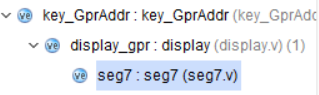 key_GprAddr : key_GprAddr (key_GprAdd
display_gpr : display (display.v) (1)
seg7 : seg7 (seg7.v)